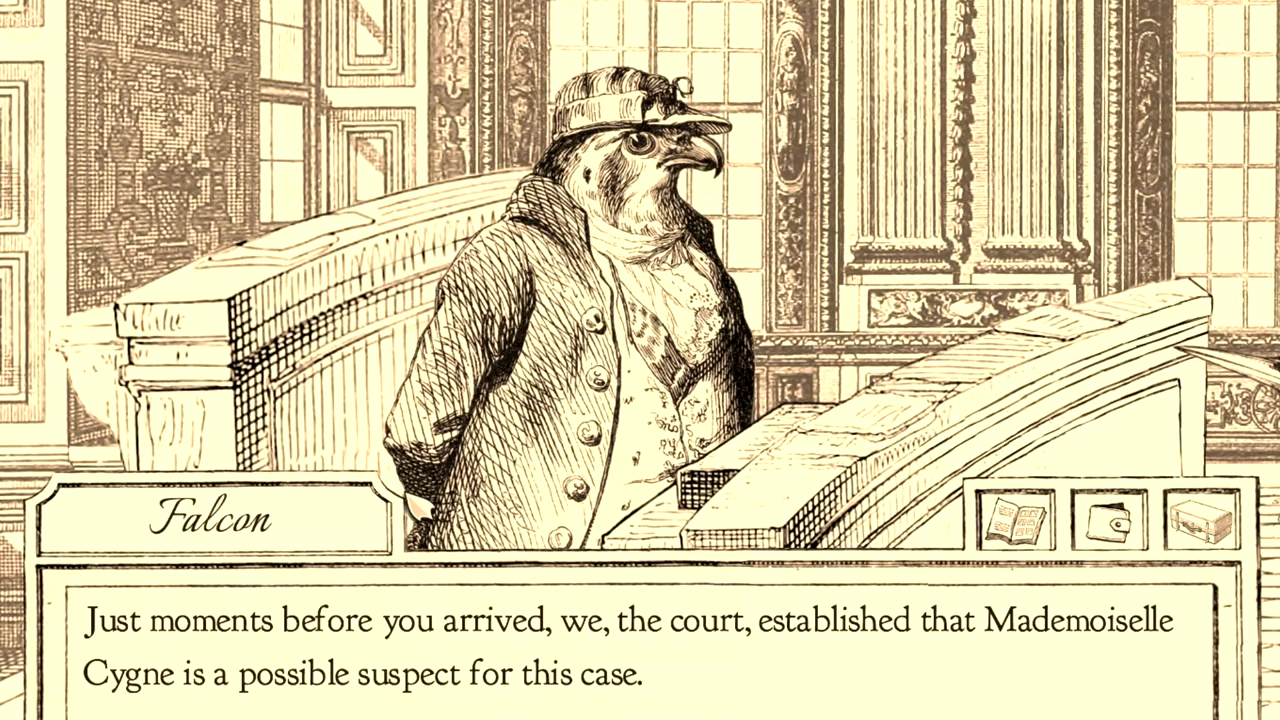 Falcon
Just moments before you arrived, we, the court, established that Mademoiselle
Cygne is a possible suspect for this case.